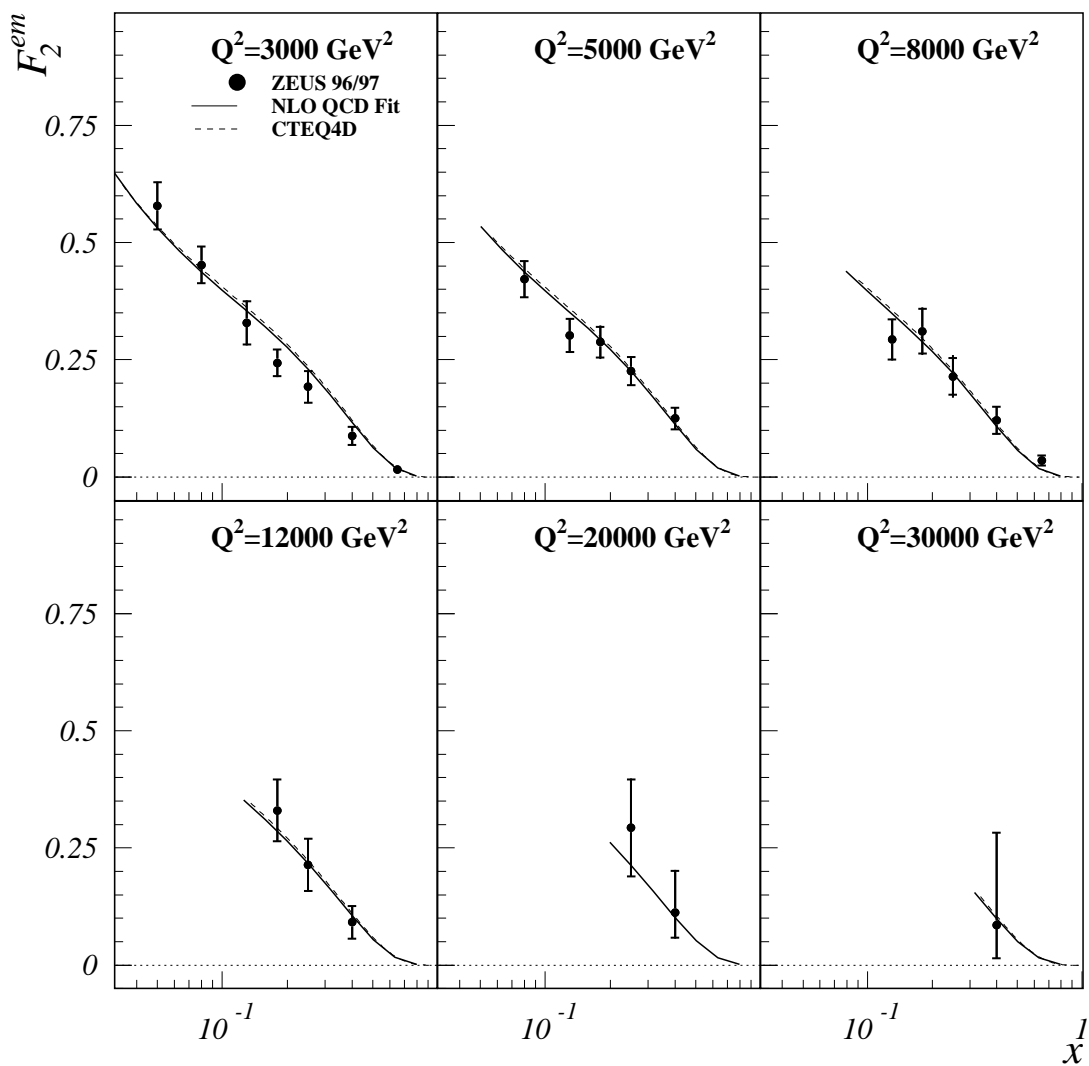 F₂ᵉᵐ
Q²=3000 GeV²
ZEUS 96/97
NLO QCD Fit
CTEQ4D
Q²=5000 GeV²
Q²=8000 GeV²
0.75
0.5
0.25
0
Q²=12000 GeV²
Q²=20000 GeV²
Q²=30000 GeV²
0.75
0.5
0.25
0
10⁻¹ 10⁻¹ 10⁻¹ 1
x